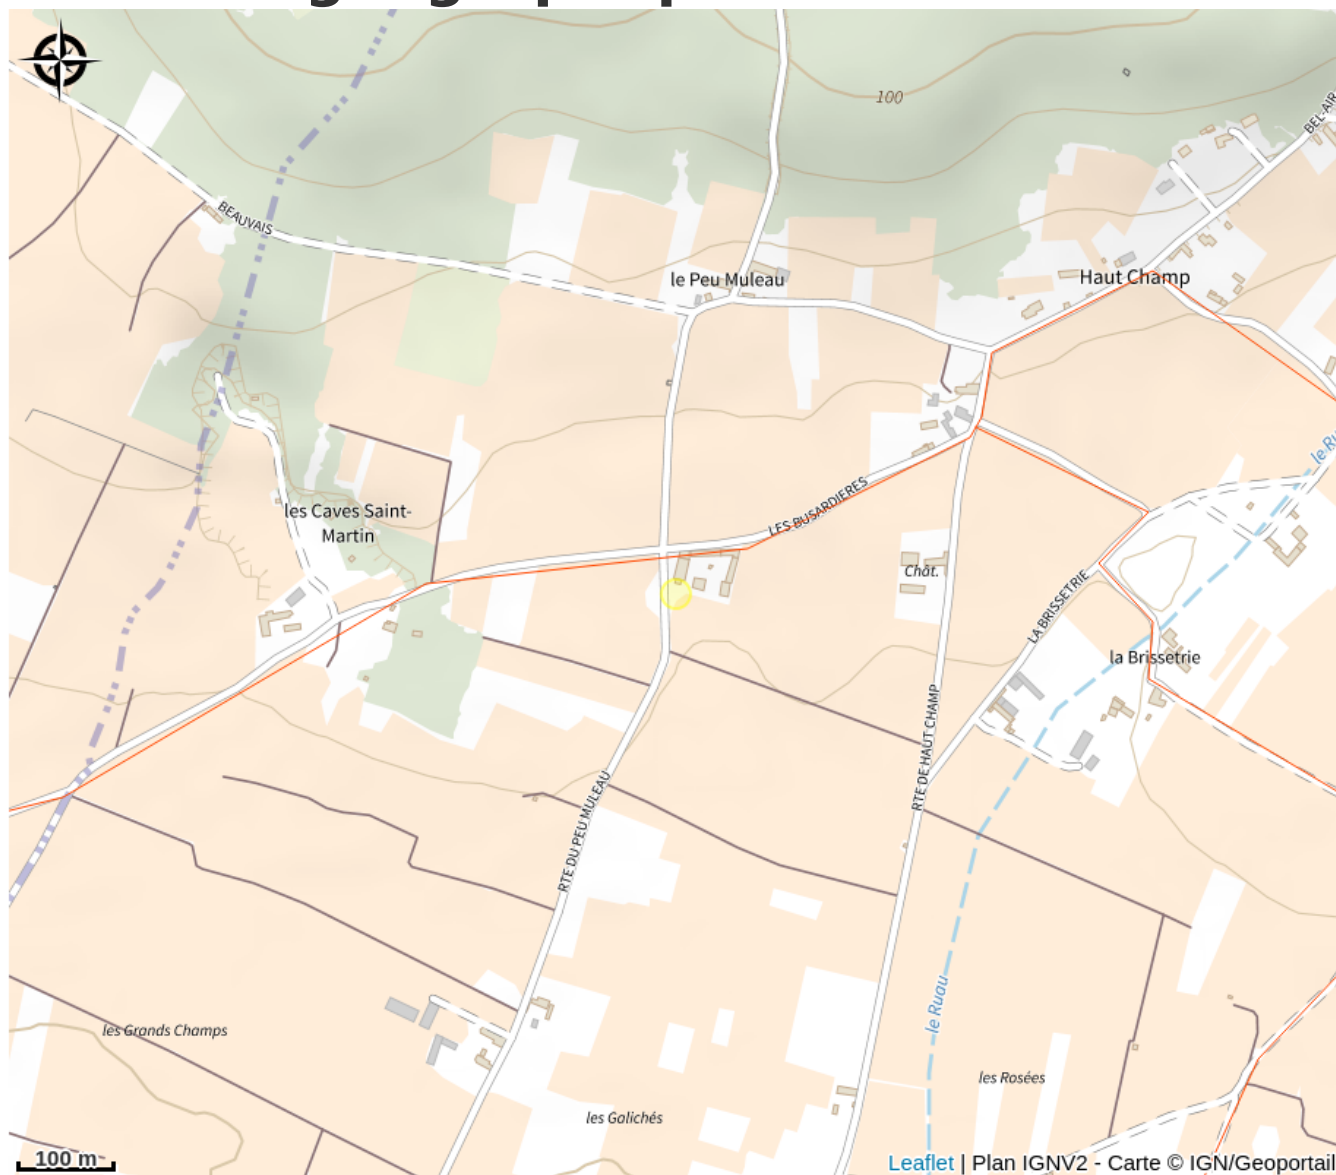 100
BEL-AIR
BEAUVAIS
le Peu Muleau
Haut Champ
les Caves Saint-
Martin
LES BUSARDIERES
Chât.
LA BRISSETRIE
la Brissetrie
RTE DE HAUT CHAMP
RTE DU PEU MULEAU
le Ruau
les Grands Champs
les Rosées
les Galichés
100 m
Leaflet | Plan IGNV2 - Carte © IGN/Geoportail